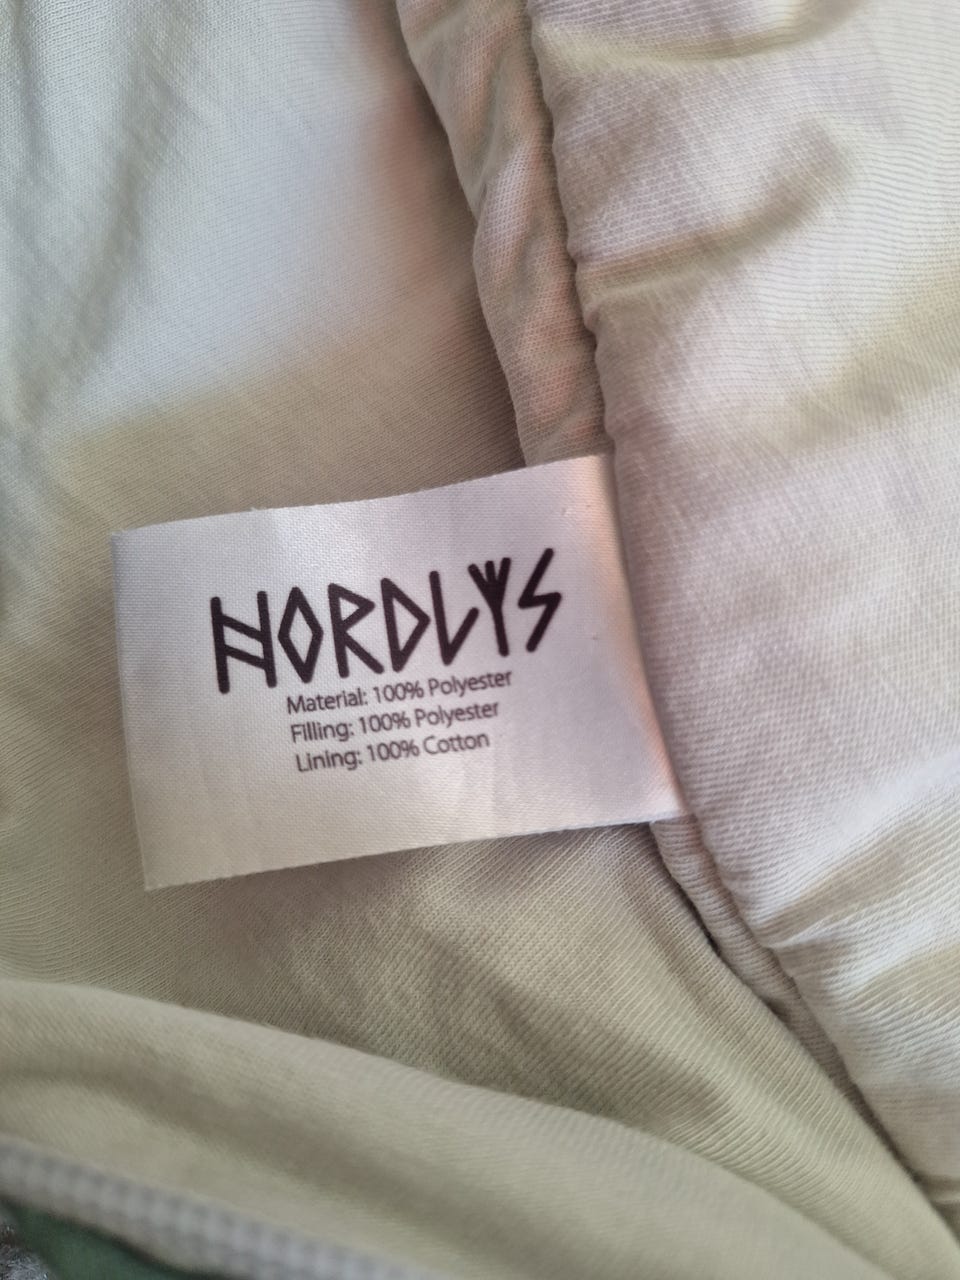 NORDLYS
Material: 100% Polyester
Filling: 100% Polyester
Lining: 100% Cotton